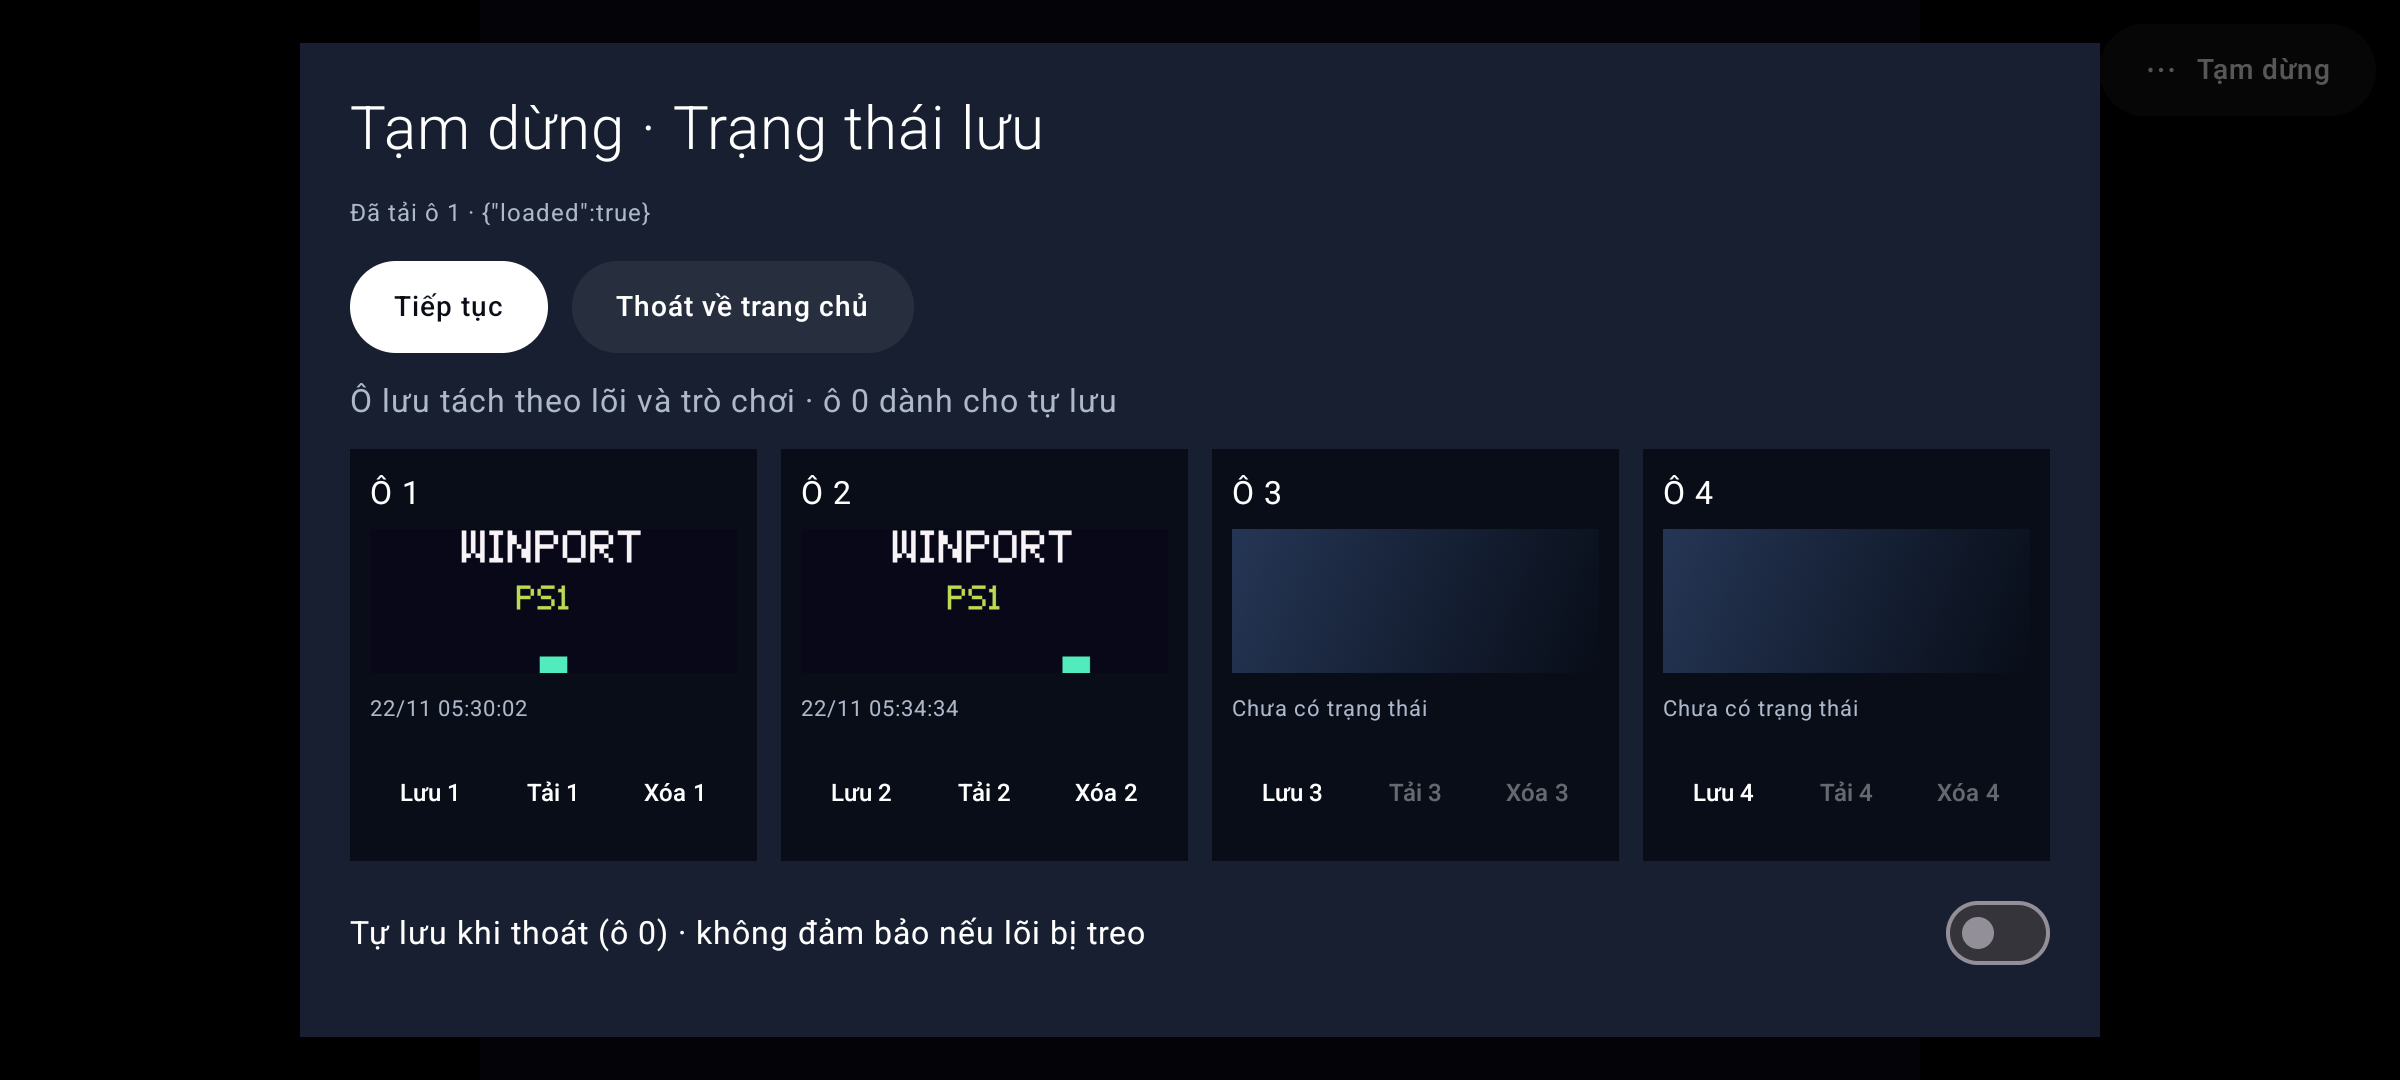 ··· Tạm dừng
Tạm dừng · Trạng thái lưu
Đã tải ô 1 · {"loaded":true}
Tiếp tục
Thoát về trang chủ
Ô lưu tách theo lõi và trò chơi · ô 0 dành cho tự lưu
Ô 1
WINPORT
PS1
22/11 05:30:02
Lưu 1 Tải 1 Xóa 1
Ô 2
WINPORT
PS1
22/11 05:34:34
Lưu 2 Tải 2 Xóa 2
Ô 3
Chưa có trạng thái
Lưu 3 Tải 3 Xóa 3
Ô 4
Chưa có trạng thái
Lưu 4 Tải 4 Xóa 4
Tự lưu khi thoát (ô 0) · không đảm bảo nếu lõi bị treo